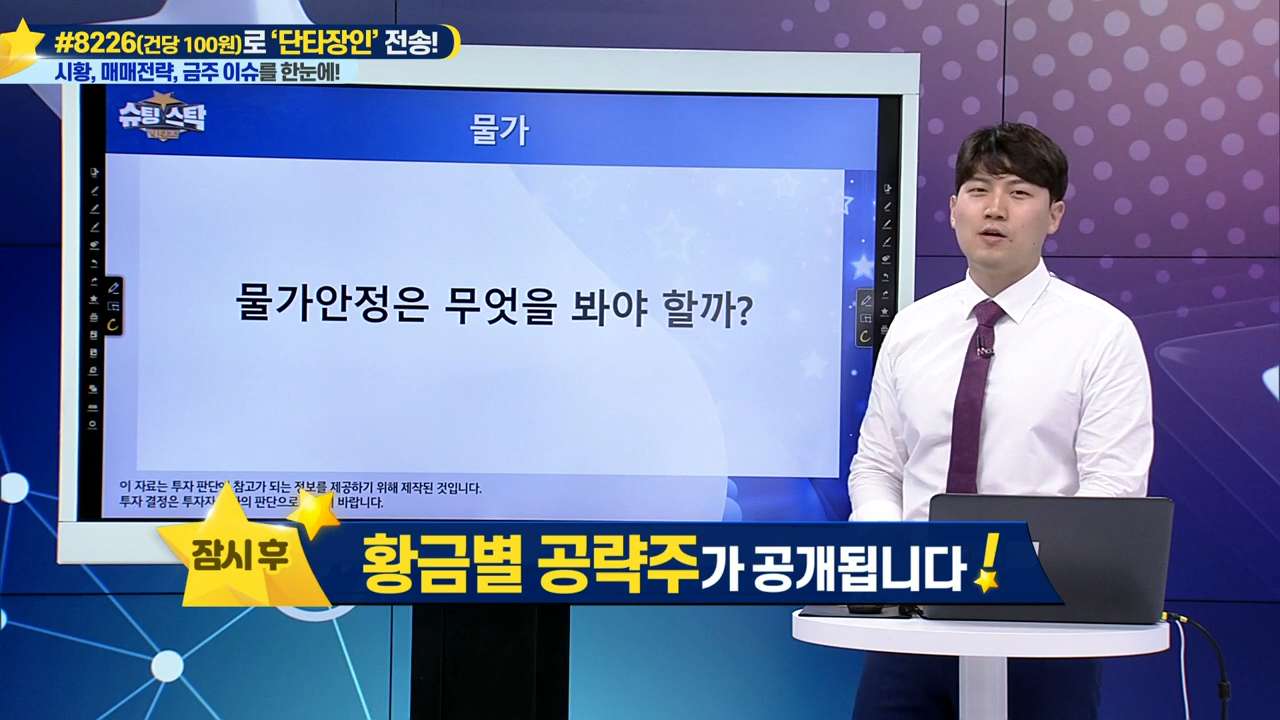 #8226(건당 100원)로 ‘단타장인’ 전송!
시황, 매매전략, 금주 이슈를 한눈에!
슈팅 스탁
물가
물가안정은 무엇을 봐야 할까?
이 자료는 투자 판단의 참고가 되는 정보를 제공하기 위해 제작된 것입니다.
투자 결정은 투자자 판단으로 바랍니다.
잠시 후
황금별 공략주가 공개됩니다!